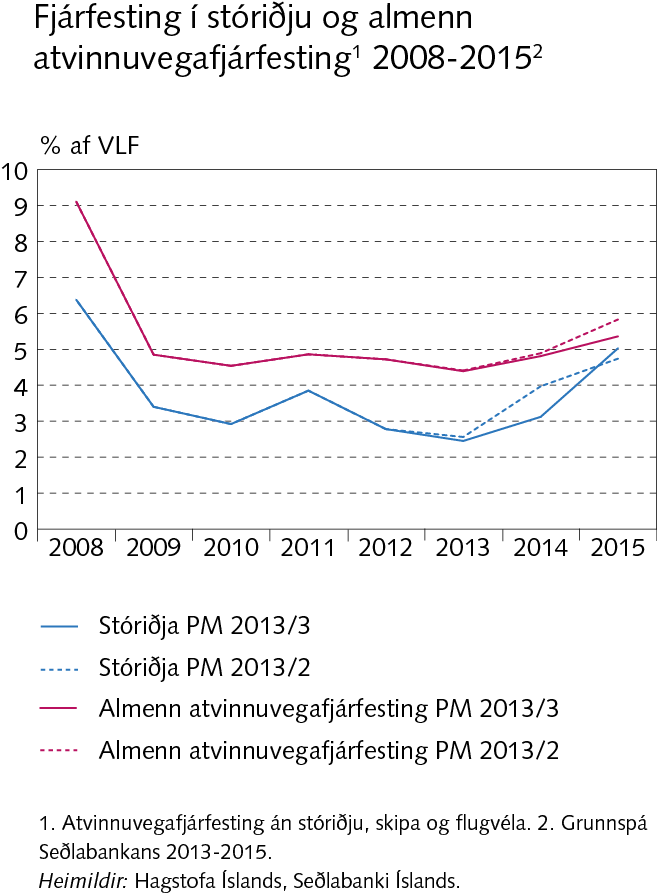 Fjárfesting í stóriðju og almenn
atvinnuvegafjárfesting¹ 2008-2015²
% af VLF
10
9
8
7
6
5
4
3
2
1
0
2008 2009 2010 2011 2012 2013 2014 2015
Stóriðja PM 2013/3
Stóriðja PM 2013/2
Almenn atvinnuvegafjárfesting PM 2013/3
Almenn atvinnuvegafjárfesting PM 2013/2
1. Atvinnuvegafjárfesting án stóriðju, skipa og flugvéla. 2. Grunnspá
Seðlabankans 2013-2015.
Heimildir: Hagstofa Íslands, Seðlabanki Íslands.